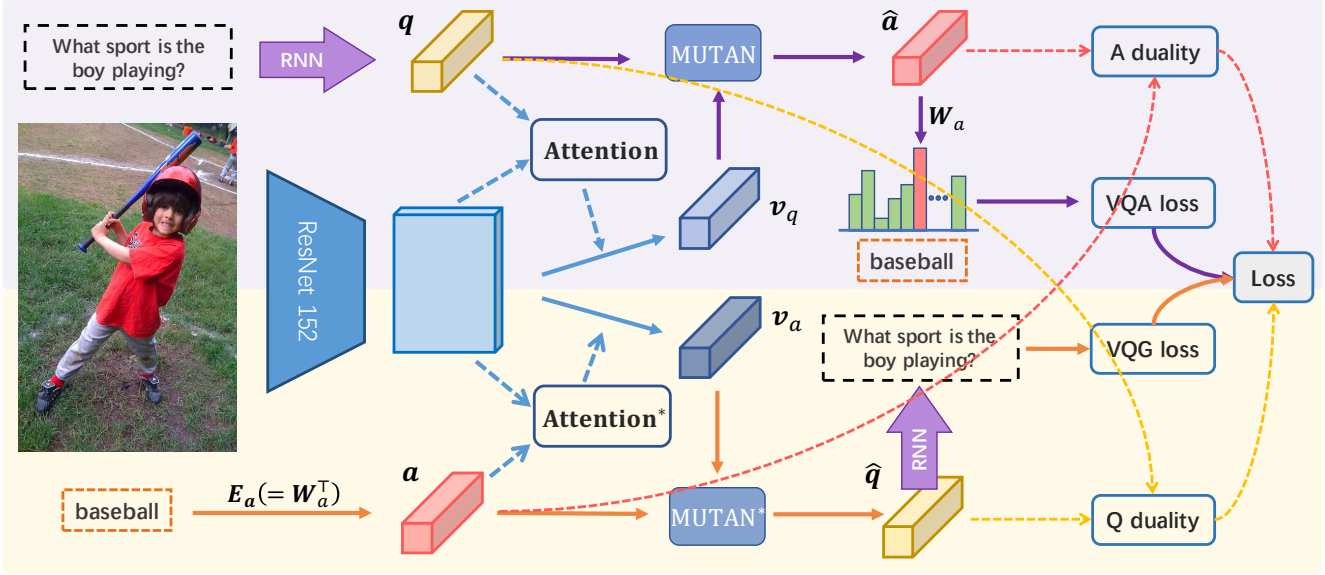 What sport is the
boy playing?
RNN
q
MUTAN
â
A duality
Attention
W_a
v_q
VQA loss
baseball
ResNet 152
Loss
v_a
What sport is the
boy playing?
VQG loss
Attention*
RNN
a
q̂
baseball
E_a(= W_a^⊤)
MUTAN*
Q duality